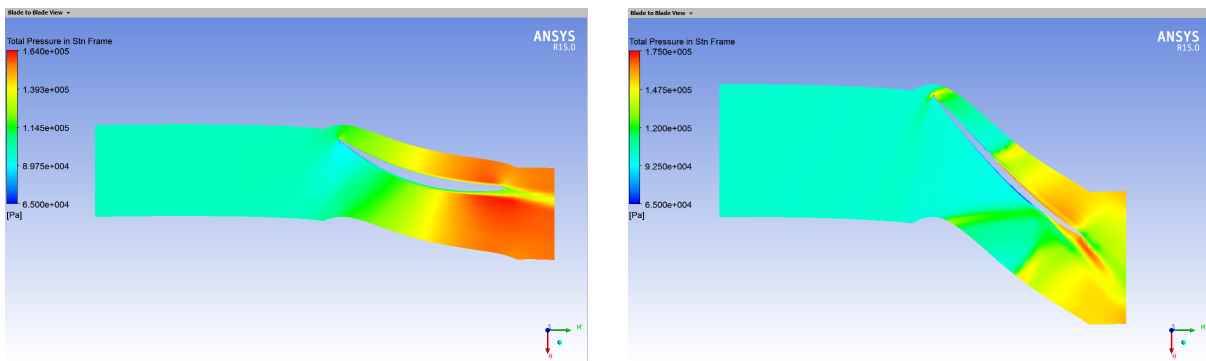 Blade to Blade View
Total Pressure in Stn Frame
1.640e+005
1.393e+005
1.145e+005
8.975e+004
6.500e+004
[Pa]
ANSYS
R15.0
S
M'
θ
Blade to Blade View
Total Pressure in Stn Frame
1.750e+005
1.475e+005
1.200e+005
9.250e+004
6.500e+004
[Pa]
ANSYS
R15.0
S
M'
θ